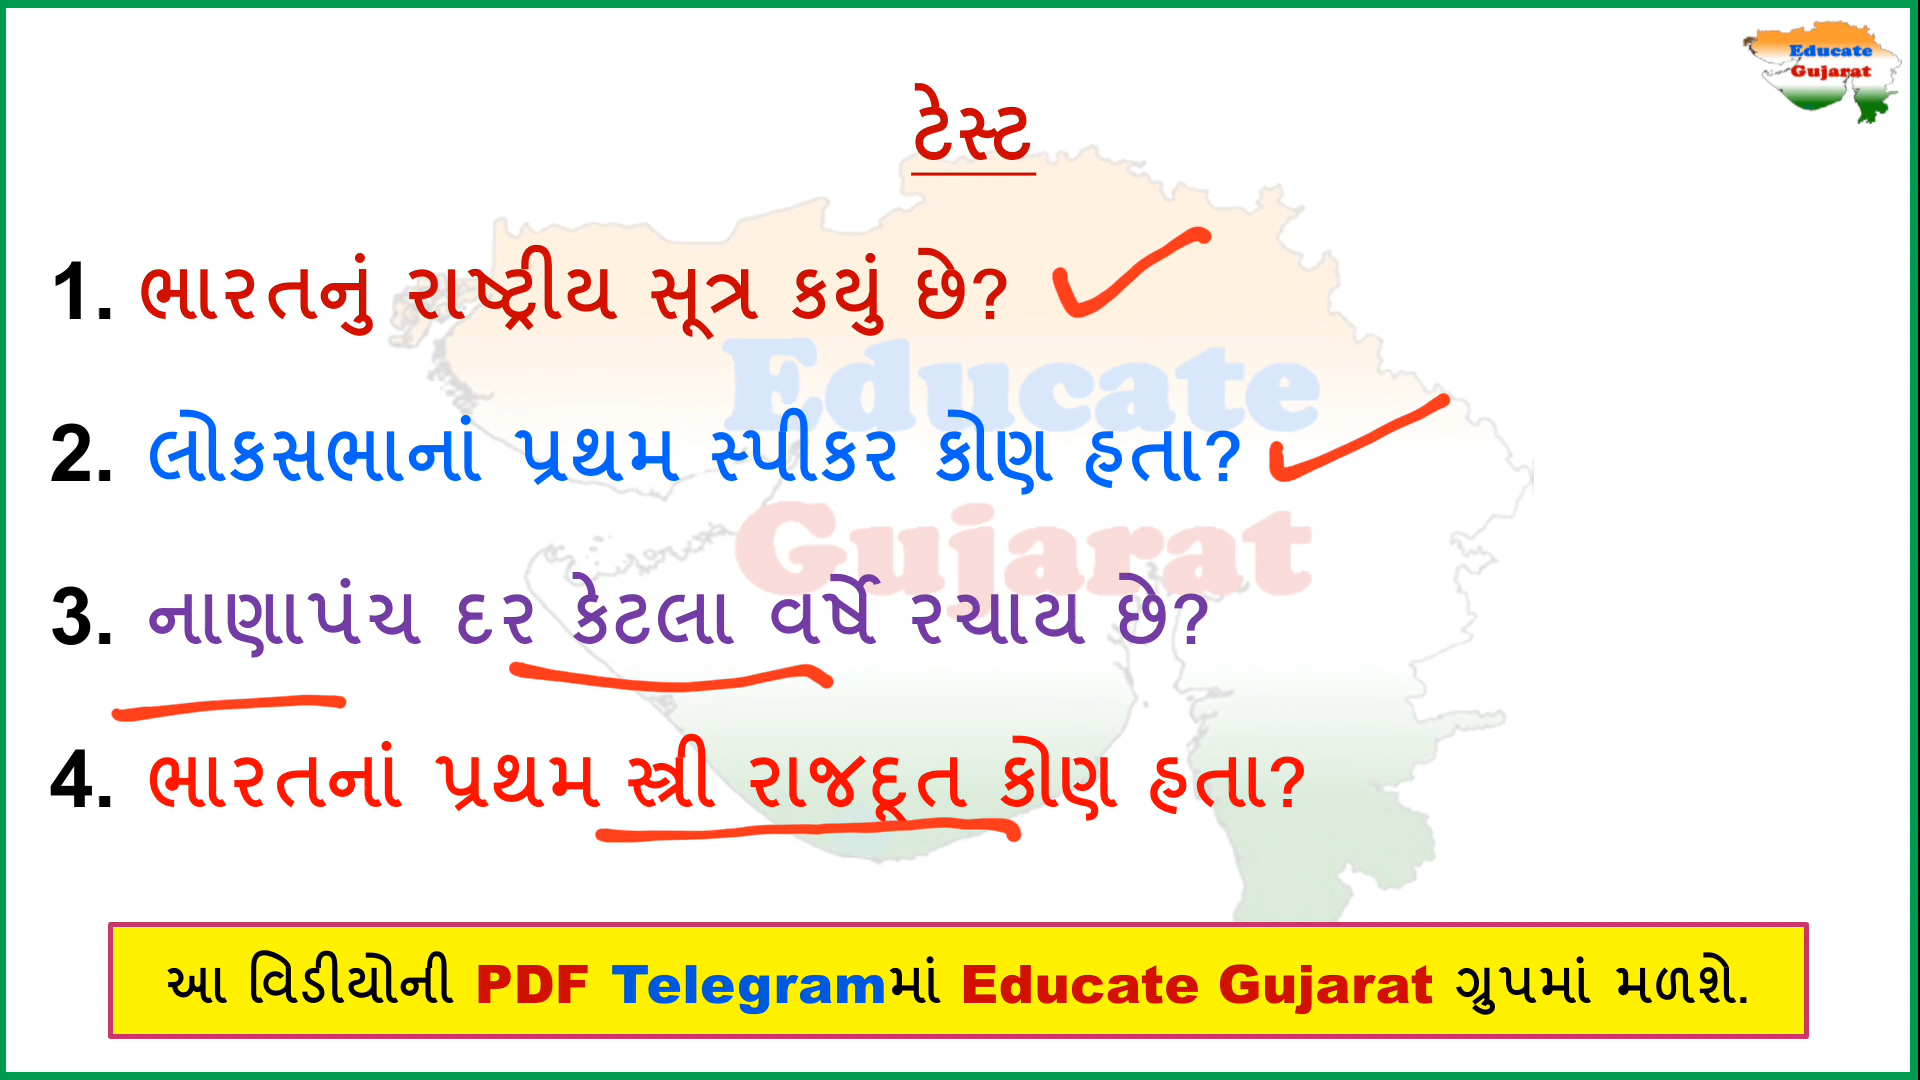 Educate
Gujarat
ટેસ્ટ
1. ભારતનું રાષ્ટ્રીય સૂત્ર કયું છે?
2. લોકસભાનાં પ્રથમ સ્પીકર કોણ હતા?
3. નાણાપંચ દર કેટલા વર્ષે રચાય છે?
4. ભારતનાં પ્રથમ સ્ત્રી રાજદૂત કોણ હતા?
Educate
Gujarat
આ વિડીયોની PDF Telegramમાં Educate Gujarat ગ્રુપમાં મળશે.